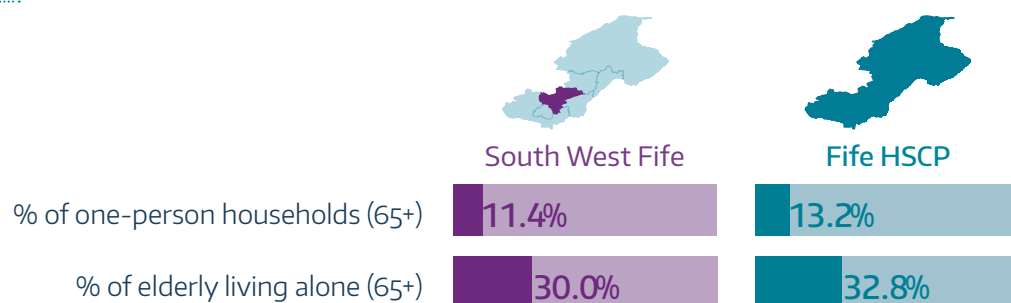 South West Fife
Fife HSCP
% of one-person households (65+)
11.4%
13.2%
% of elderly living alone (65+)
30.0%
32.8%